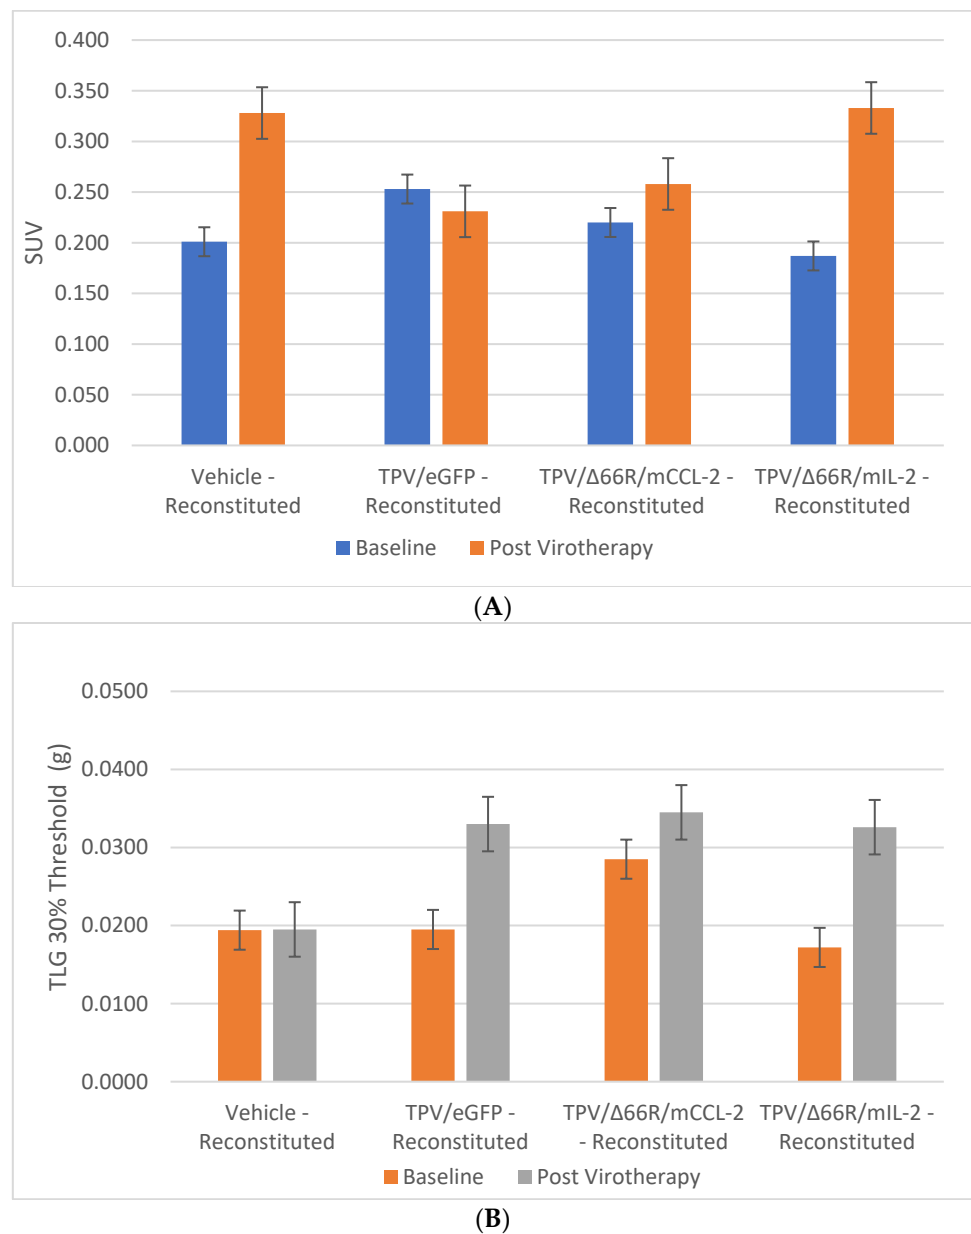 0.400
0.350
0.300
0.250
0.200
0.150
0.100
0.050
0.000
SUV
Vehicle -
Reconstituted
TPV/eGFP -
Reconstituted
TPV/Δ66R/mCCL-2 -
Reconstituted
TPV/Δ66R/mIL-2 -
Reconstituted
Baseline
Post Virotherapy
(A)
0.0500
0.0400
0.0300
0.0200
0.0100
0.0000
TLG 30% Threshold (g)
Vehicle -
Reconstituted
TPV/eGFP -
Reconstituted
TPV/Δ66R/mCCL-2
- Reconstituted
TPV/Δ66R/mIL-2 -
Reconstituted
Baseline
Post Virotherapy
(B)